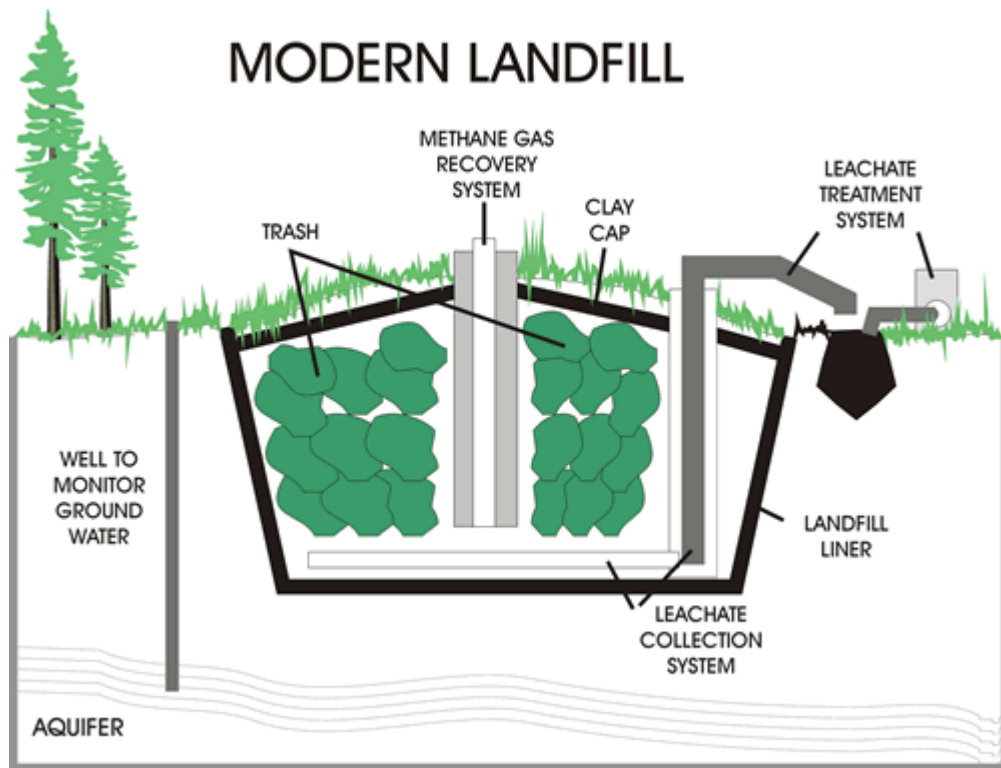 MODERN LANDFILL
METHANE GAS
RECOVERY
SYSTEM
LEACHATE
TREATMENT
SYSTEM
CLAY
CAP
TRASH
WELL TO
MONITOR
GROUND
WATER
LANDFILL
LINER
LEACHATE
COLLECTION
SYSTEM
AQUIFER